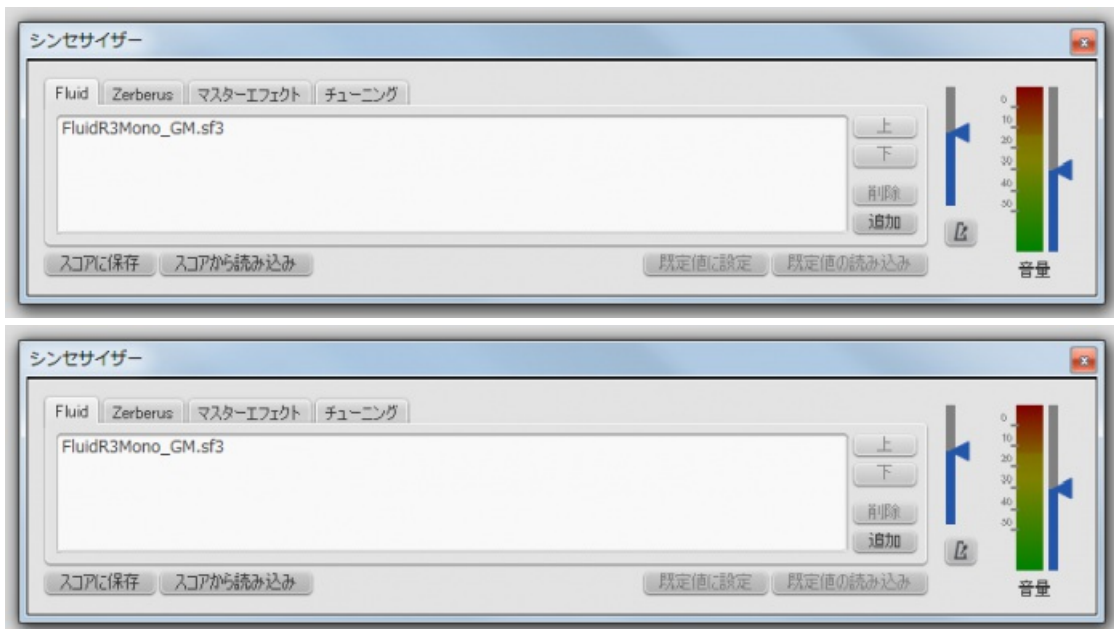 シンセサイザー
Fluid Zerberus マスターエフェクト チューニング
FluidR3Mono_GM.sf3
上
下
削除
追加
0
10
20
30
40
50
スコアに保存 スコアから読み込み 既定値に設定 既定値の読み込み
音量
シンセサイザー
Fluid Zerberus マスターエフェクト チューニング
FluidR3Mono_GM.sf3
上
下
削除
追加
0
10
20
30
40
50
スコアに保存 スコアから読み込み 既定値に設定 既定値の読み込み
音量